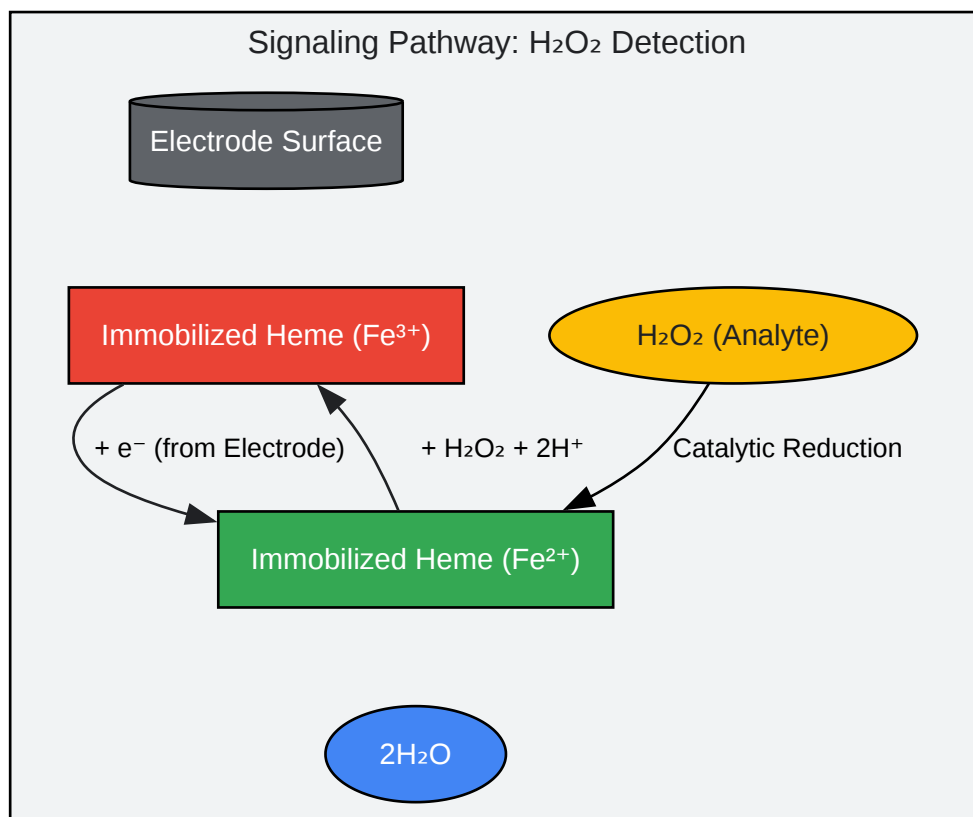 Signaling Pathway: H₂O₂ Detection
Electrode Surface
Immobilized Heme (Fe³⁺)
H₂O₂ (Analyte)
+ e⁻ (from Electrode)
+ H₂O₂ + 2H⁺
Catalytic Reduction
Immobilized Heme (Fe²⁺)
2H₂O